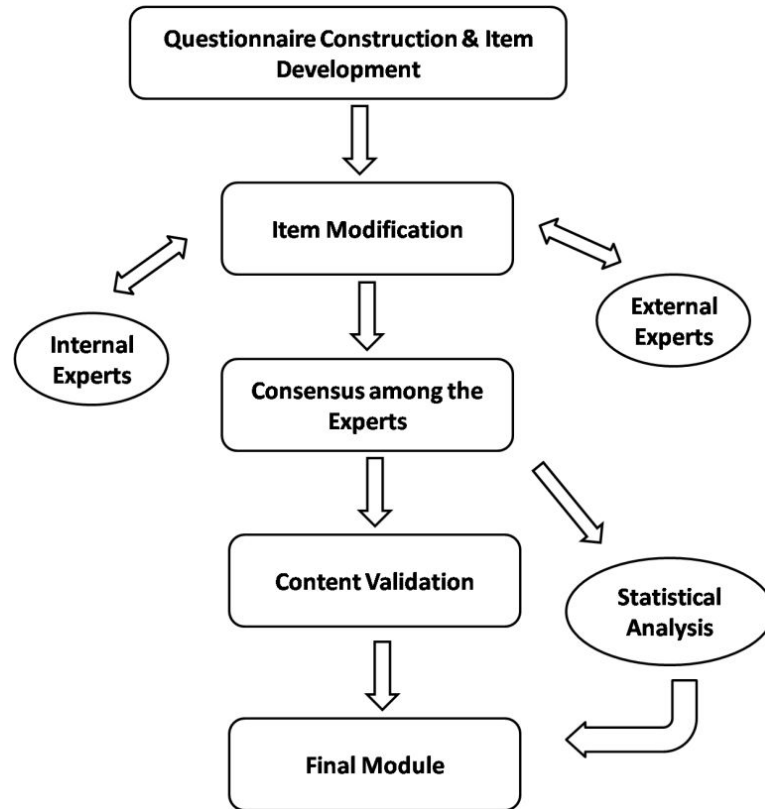 Questionnaire Construction & Item
Development
Item Modification
Internal
Experts
External
Experts
Consensus among the
Experts
Content Validation
Statistical
Analysis
Final Module